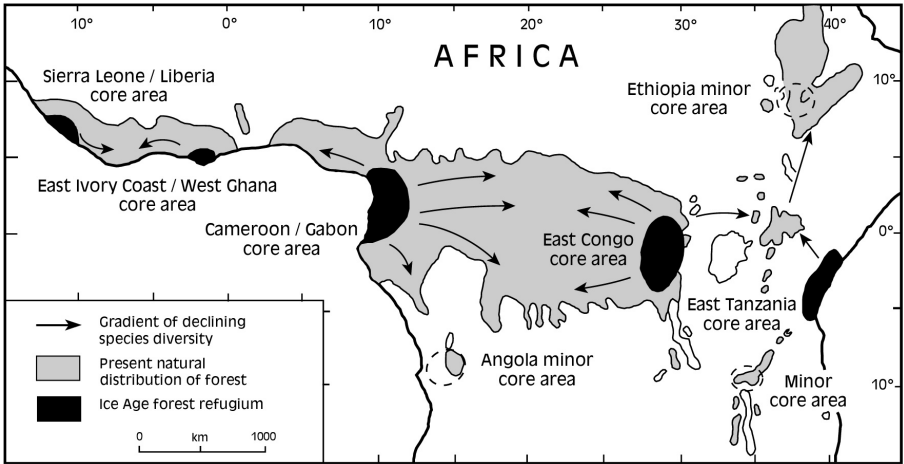 10° 0° 10° 20° 30° 40°
AFRICA
Sierra Leone / Liberia
core area
Ethiopia minor
core area
10°
East Ivory Coast / West Ghana
core area
Cameroon / Gabon
core area
East Congo
core area
0°
East Tanzania
core area
Gradient of declining
species diversity
Present natural
distribution of forest
Ice Age forest refugium
0 km 1000
Angola minor
core area
Minor
core area
10°